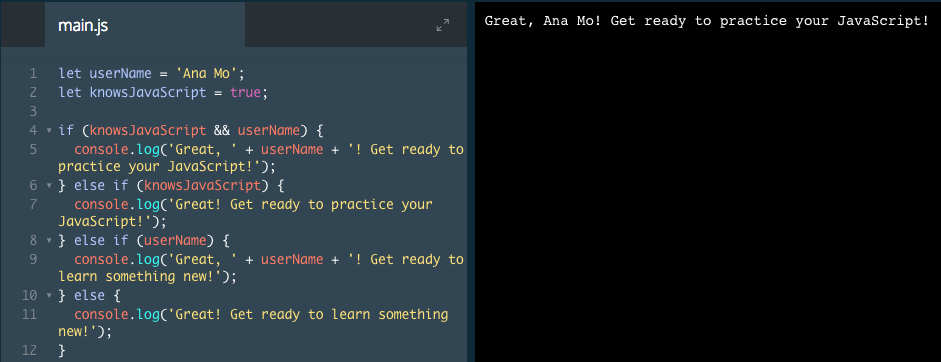 main.js
1 let userName = 'Ana Mo';
2 let knowsJavaScript = true;
3
4 if (knowsJavaScript && userName) {
5 console.log('Great, ' + userName + '! Get ready to
practice your JavaScript!');
6 } else if (knowsJavaScript) {
7 console.log('Great! Get ready to practice your
JavaScript!');
8 } else if (userName) {
9 console.log('Great, ' + userName + '! Get ready to
learn something new!');
10 } else {
11 console.log('Great! Get ready to learn something
new!');
12 }
Great, Ana Mo! Get ready to practice your JavaScript!